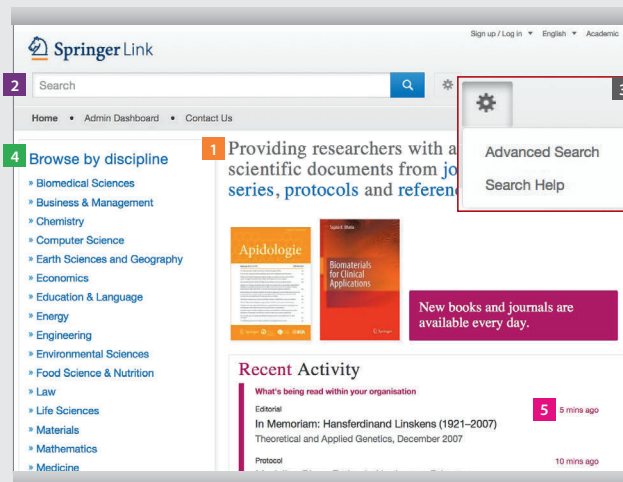 Sign up / Log in ▾ English ▾ Academic
Springer Link
2
Search
3
Home • Admin Dashboard • Contact Us
Advanced Search
Search Help
4
Browse by discipline
» Biomedical Sciences
» Business & Management
» Chemistry
» Computer Science
» Earth Sciences and Geography
» Economics
» Education & Language
» Energy
» Engineering
» Environmental Sciences
» Food Science & Nutrition
» Law
» Life Sciences
» Materials
» Mathematics
» Medicine
1
Providing researchers with a
scientific documents from jo
series, protocols and referen
Apidologie
Biomaterials
for Clinical
Applications
Springer
New books and journals are
available every day.
Recent Activity
What's being read within your organisation
Editorial
5
5 mins ago
In Memoriam: Hansferdinand Linskens (1921–2007)
Theoretical and Applied Genetics, December 2007
Protocol
10 mins ago